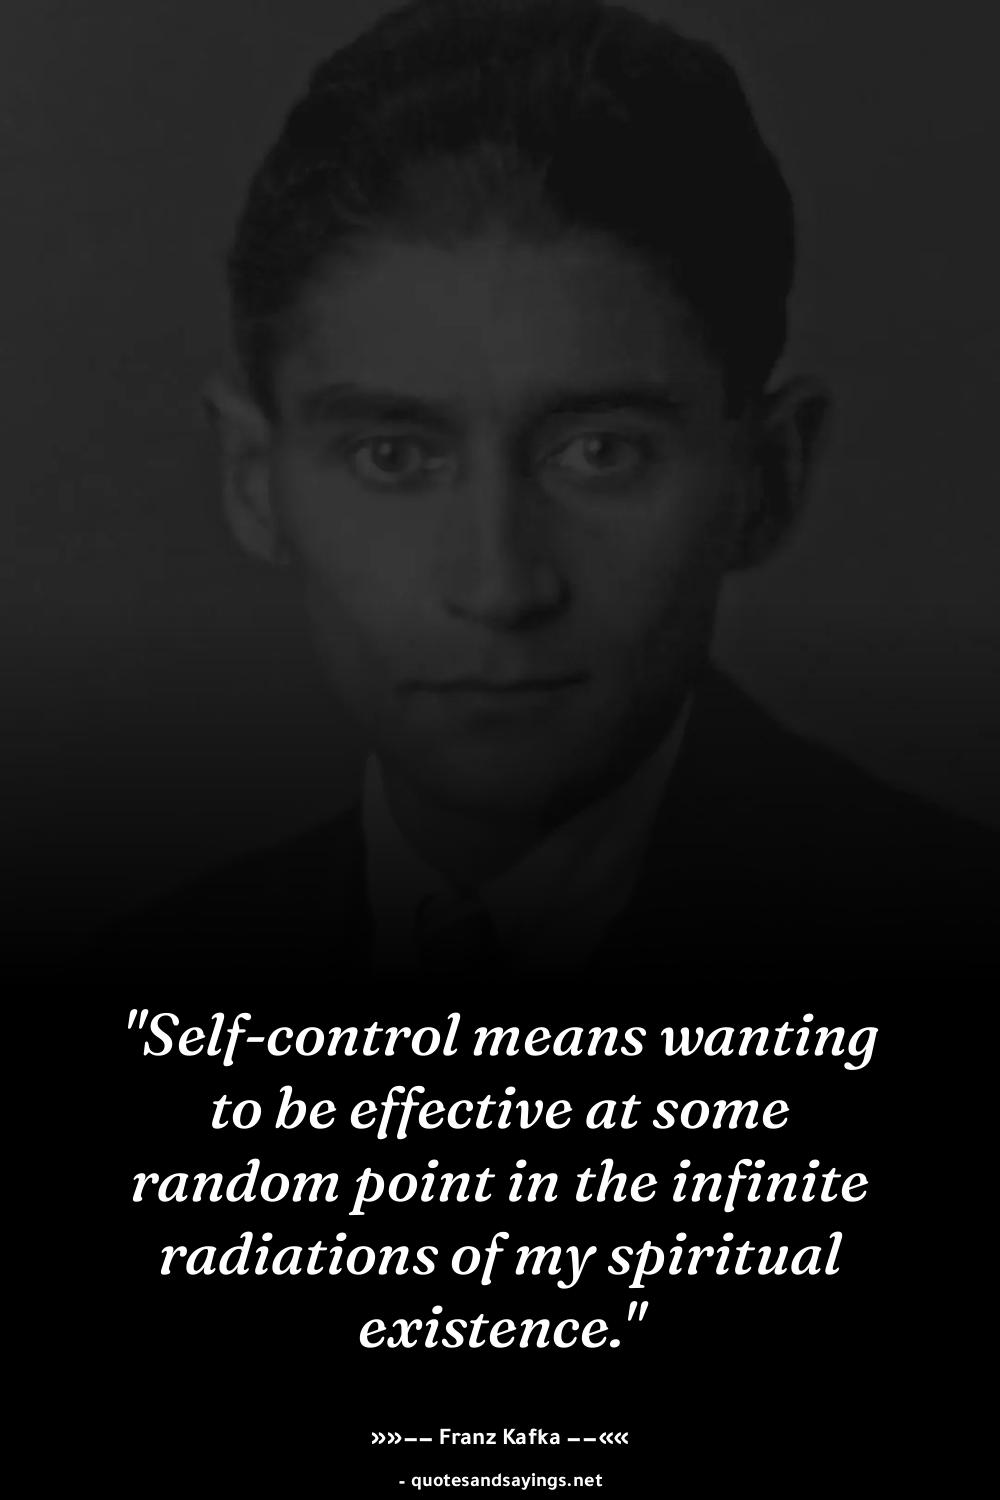 "Self-control means wanting
to be effective at some
random point in the infinite
radiations of my spiritual
existence."
»»–– Franz Kafka ––««
- quotesandsayings.net